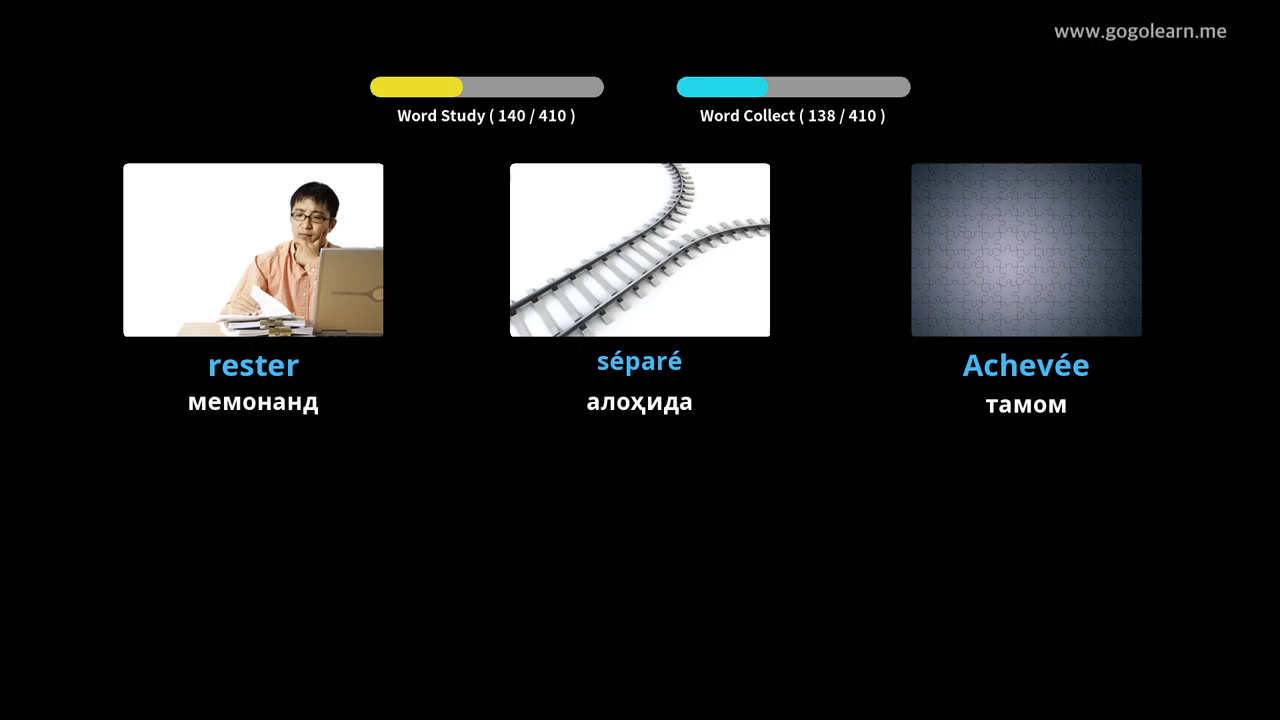 www.gogolearn.me
Word Study ( 140 / 410 )
Word Collect ( 138 / 410 )
rester
séparé
Achevée
мемонанд
алоҳида
тамом